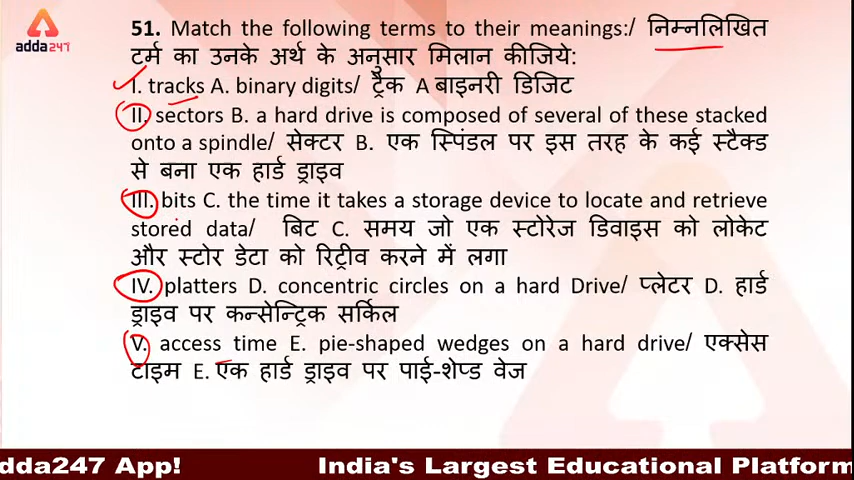 adda247
51. Match the following terms to their meanings:/ निम्नलिखित
टर्म का उनके अर्थ के अनुसार मिलान कीजिये:
I. tracks A. binary digits/ ट्रैक A बाइनरी डिजिट
II. sectors B. a hard drive is composed of several of these stacked
onto a spindle/ सेक्टर B. एक स्पिंडल पर इस तरह के कई स्टैक्ड
से बना एक हार्ड ड्राइव
III. bits C. the time it takes a storage device to locate and retrieve
stored data/ बिट C. समय जो एक स्टोरेज डिवाइस को लोकेट
और स्टोर डेटा को रिट्रीव करने में लगा
IV. platters D. concentric circles on a hard Drive/ प्लेटर D. हार्ड
ड्राइव पर कन्सेन्ट्रिक सर्किल
V. access time E. pie-shaped wedges on a hard drive/ एक्सेस
टाइम E. एक हार्ड ड्राइव पर पाई-शेप्ड वेज
dda247 App! India's Largest Educational Platform